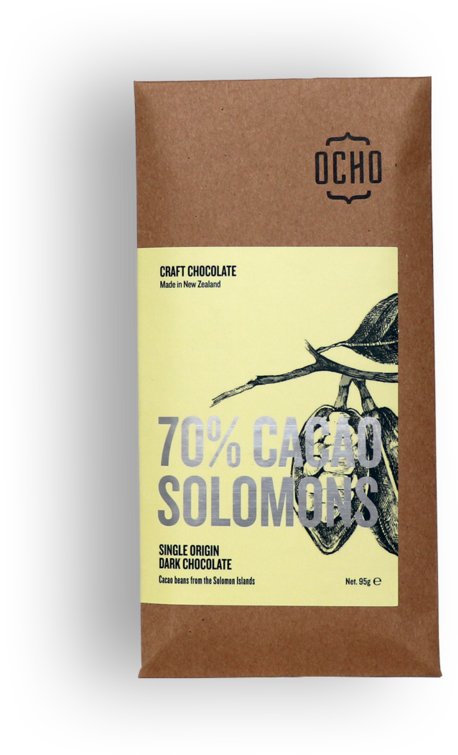 OCHO
CRAFT CHOCOLATE
Made in New Zealand
70% CACAO
SOLOMONS
SINGLE ORIGIN
DARK CHOCOLATE
Cacao beans from the Solomon Islands
Net. 95g ℮